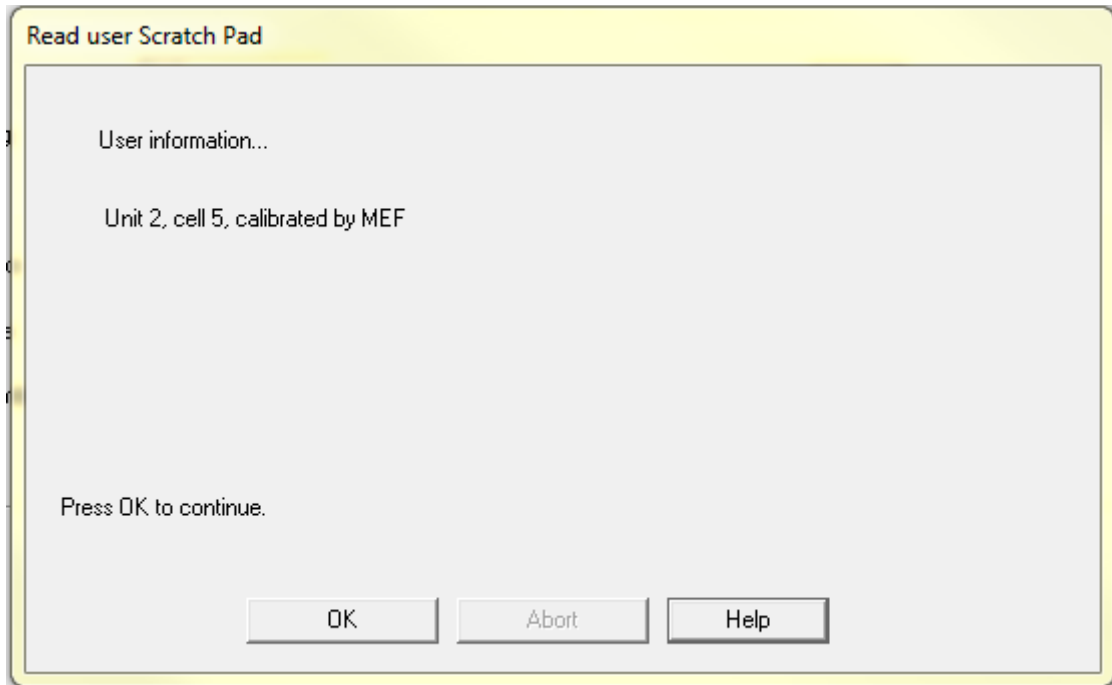 Read user Scratch Pad
User information...
Unit 2, cell 5, calibrated by MEF
Press OK to continue.
OK
Abort
Help